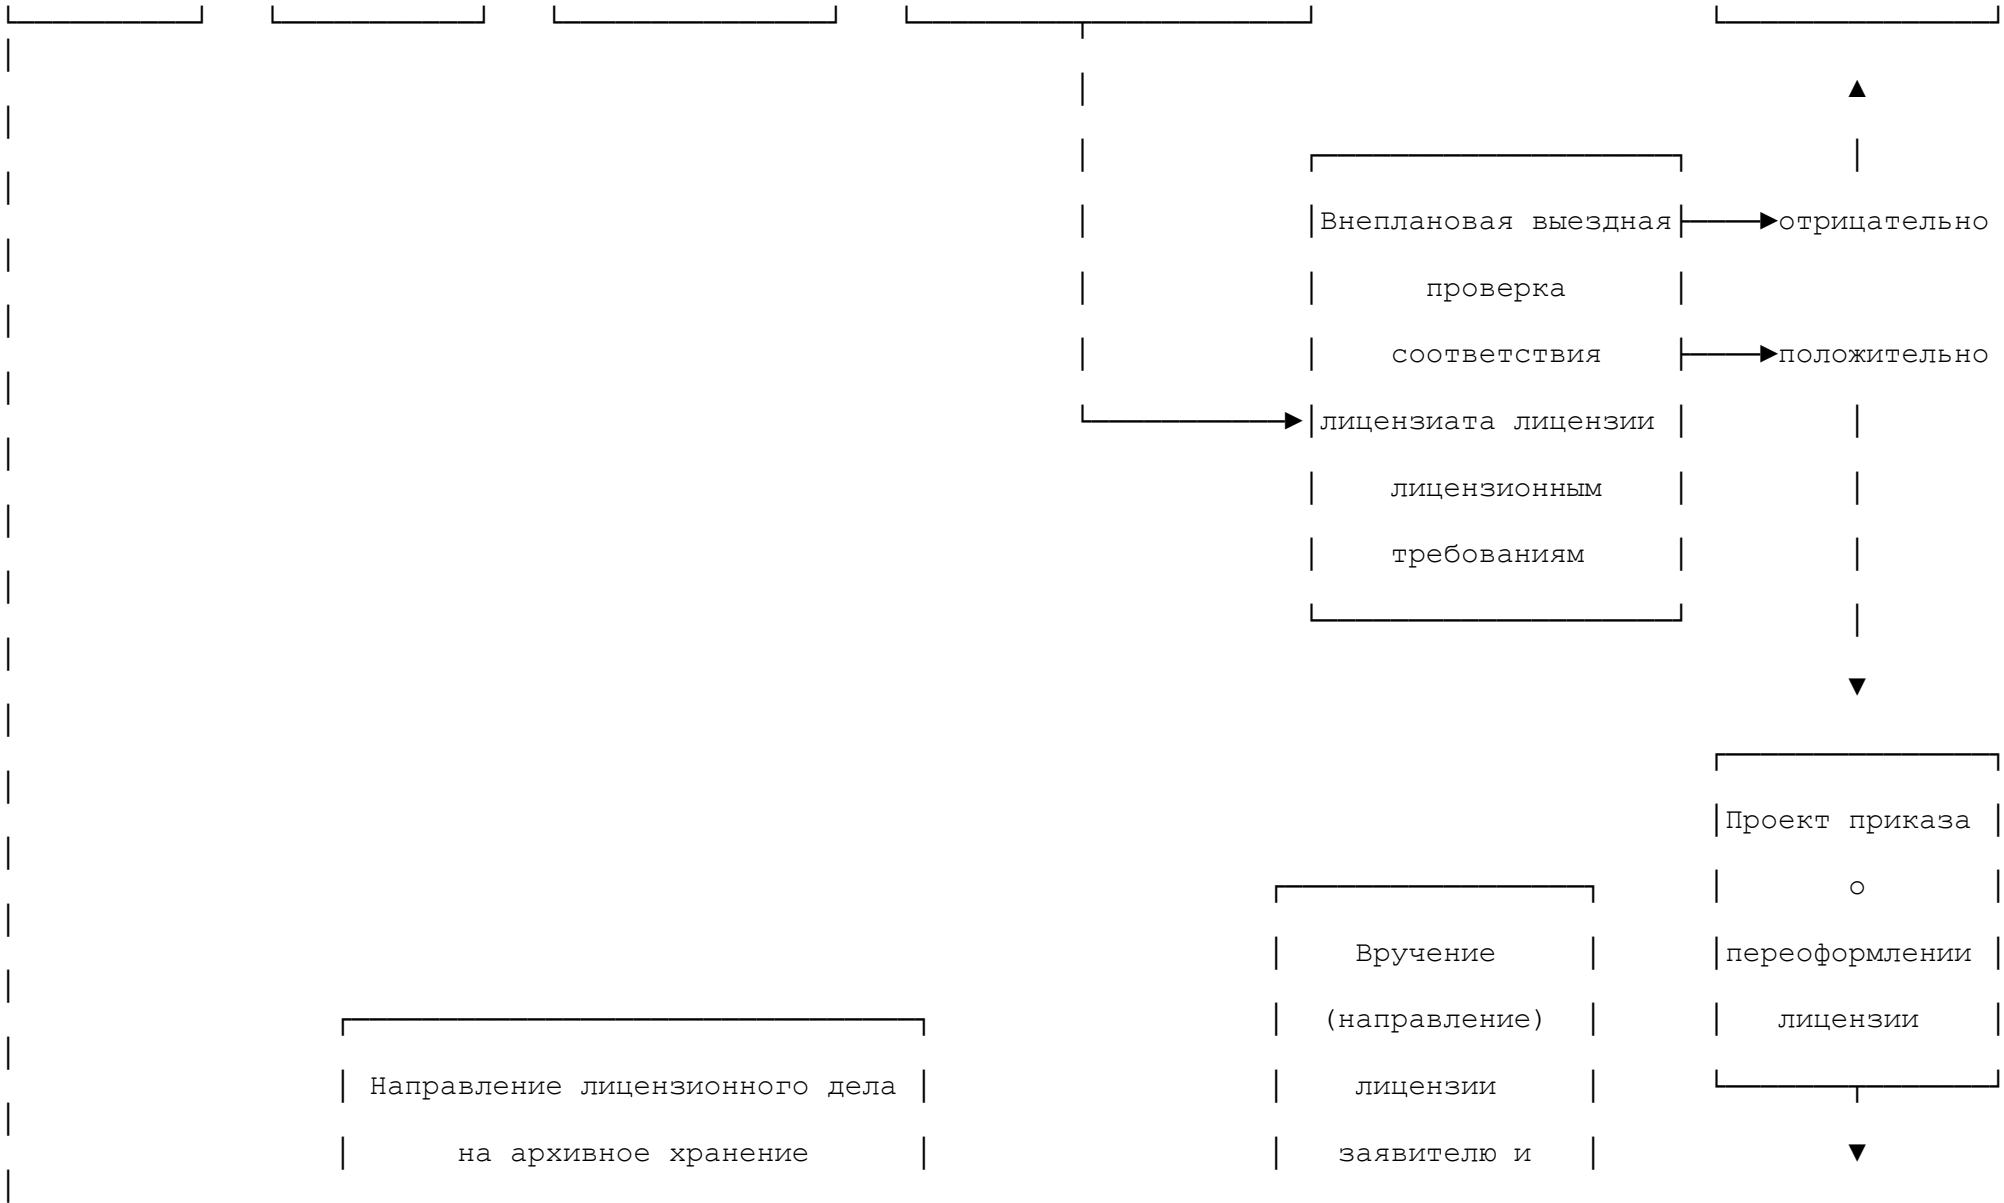 Внеплановая выездная
отрицательно
проверка
соответствия
положительно
лицензиата лицензии
лицензионным
требованиям
Проект приказа
о
переоформлении
лицензии
Вручение
(направление)
лицензии
заявителю и
Направление лицензионного дела
на архивное хранение